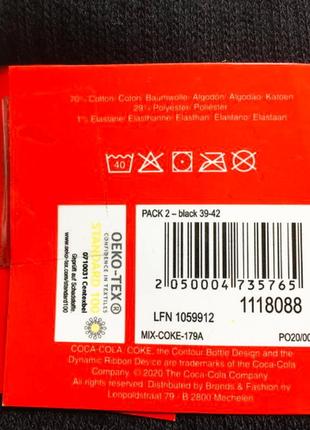 70% Cotton/ Coton/ Baumwolle/ Algodón/ Algodão/ Katoen
29% Polyester/ Poliéster
1% Elastane/ Elasthanne/ Elasthan/ Elastano/ Elastaan
40
OEKO-TEX®
CONFIDENCE IN TEXTILES
STANDARD 100
0710031 Centexbel
Geprüft auf Schadstoffe.
www.oeko-tex.com/standard100
PACK 2 – black 39-42
2 050004 735765
LFN 1059912
1118088
MIX-COKE-179A
PO20/00
COCA-COLA/ COKE, the Contour Bottle Design and the
Dynamic Ribbon Device are trademarks of the Coca-Cola
Company. © 2020 The Coca-Cola Company.
All rights reserved. Distributed by Brands & Fashion nv
Leopoldstraat 79 - B 2800 Mechelen